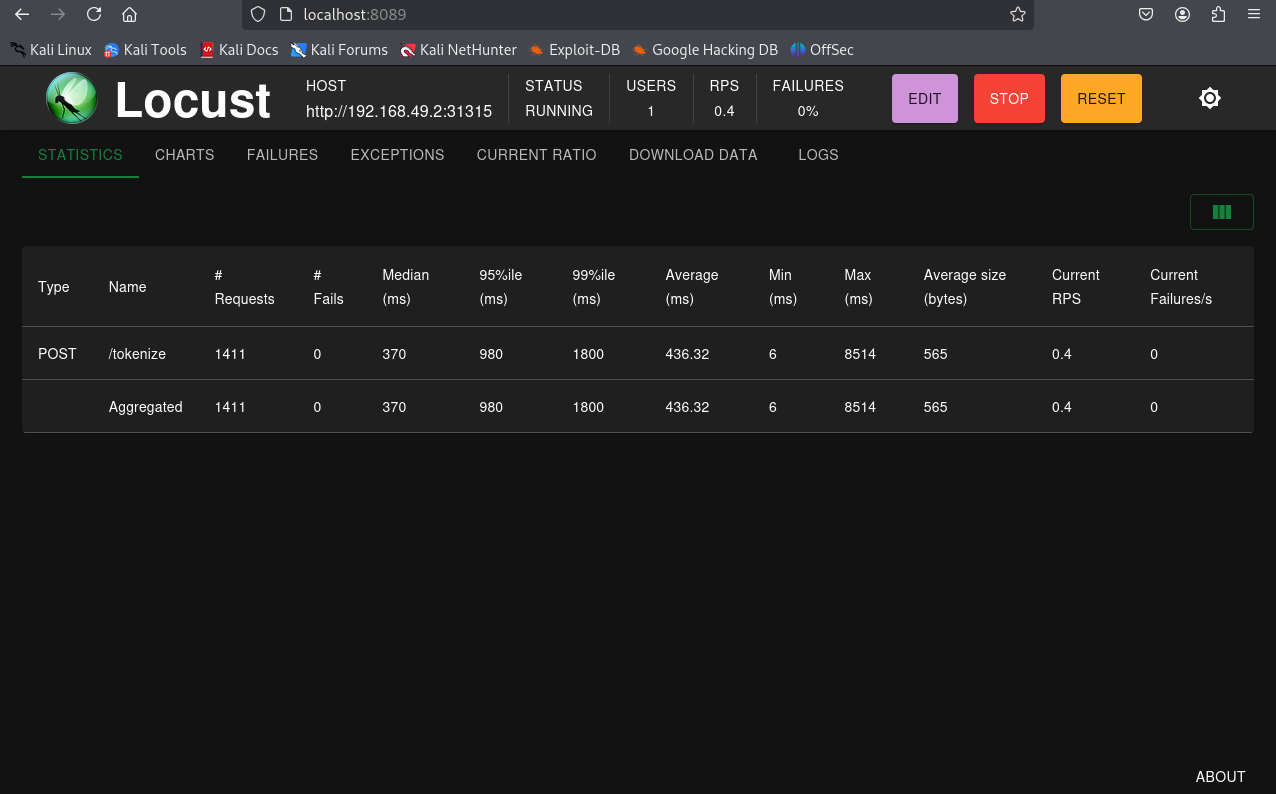 localhost:8089
Kali Linux Kali Tools Kali Docs Kali Forums Kali NetHunter Exploit-DB Google Hacking DB OffSec
Locust
HOST STATUS USERS RPS FAILURES
http://192.168.49.2:31315 RUNNING 1 0.4 0%
EDIT STOP RESET
STATISTICS CHARTS FAILURES EXCEPTIONS CURRENT RATIO DOWNLOAD DATA LOGS
Type Name # Requests # Fails Median (ms) 95%ile (ms) 99%ile (ms) Average (ms) Min (ms) Max (ms) Average size (bytes) Current RPS Current Failures/s
POST /tokenize 1411 0 370 980 1800 436.32 6 8514 565 0.4 0
Aggregated 1411 0 370 980 1800 436.32 6 8514 565 0.4 0
ABOUT